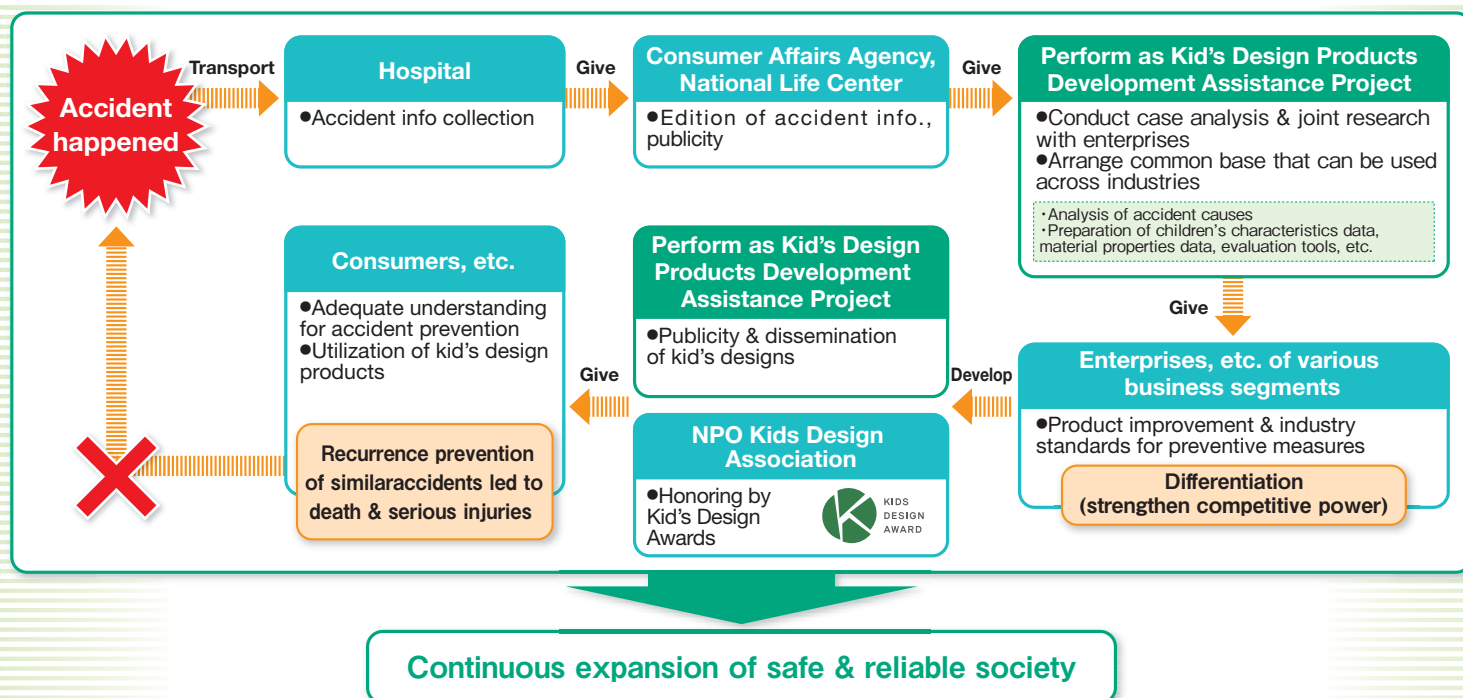 Accident
happened
Transport
Hospital
●Accident info collection
Give
Consumer Affairs Agency,
National Life Center
●Edition of accident info.,
publicity
Give
Perform as Kid's Design Products
Development Assistance Project
●Conduct case analysis & joint research
with enterprises
●Arrange common base that can be used
across industries
・Analysis of accident causes
・Preparation of children's characteristics data,
material properties data, evaluation tools, etc.
Give
Enterprises, etc. of various
business segments
●Product improvement & industry
standards for preventive measures
Differentiation
(strengthen competitive power)
Develop
Perform as Kid's Design
Products Development
Assistance Project
●Publicity & dissemination
of kid's designs
NPO Kids Design
Association
●Honoring by
Kid's Design
Awards
KIDS
DESIGN
AWARD
Give
Consumers, etc.
●Adequate understanding
for accident prevention
●Utilization of kid's design
products
Recurrence prevention
of similaraccidents led to
death & serious injuries
Continuous expansion of safe & reliable society